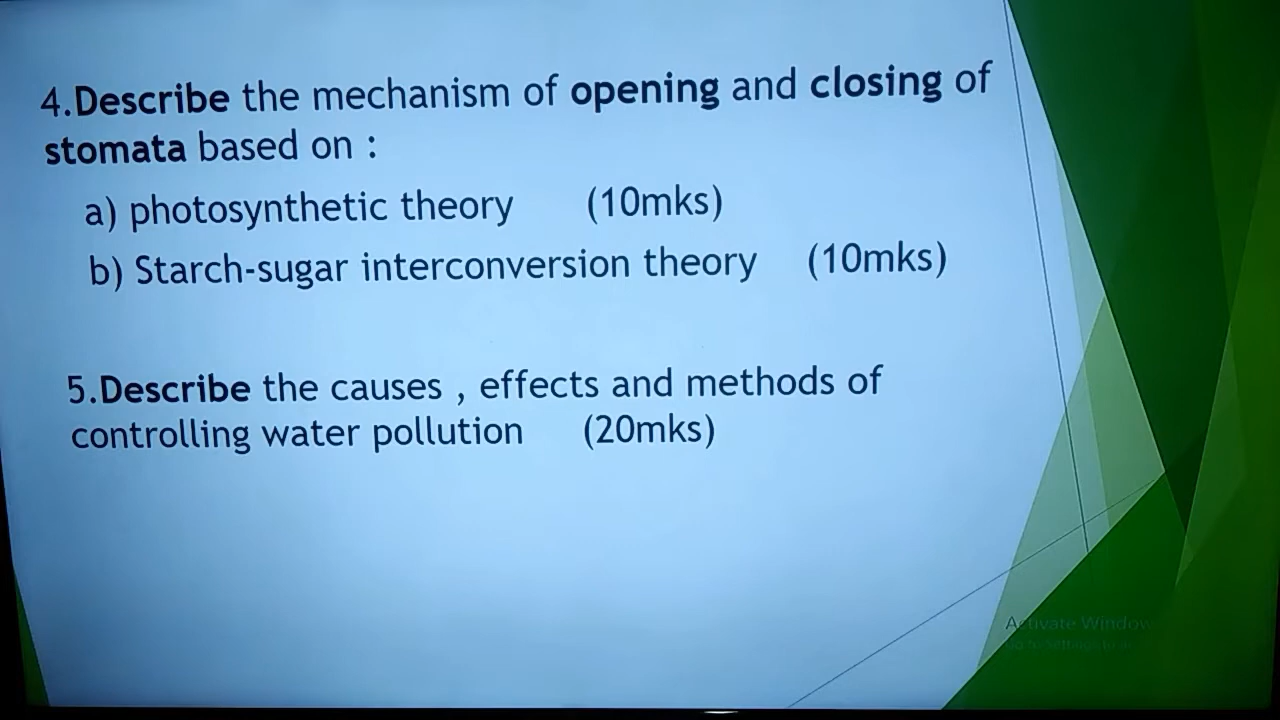 4.Describe the mechanism of opening and closing of
stomata based on :
a) photosynthetic theory (10mks)
b) Starch-sugar interconversion theory (10mks)
5.Describe the causes , effects and methods of
controlling water pollution (20mks)
Activate Window